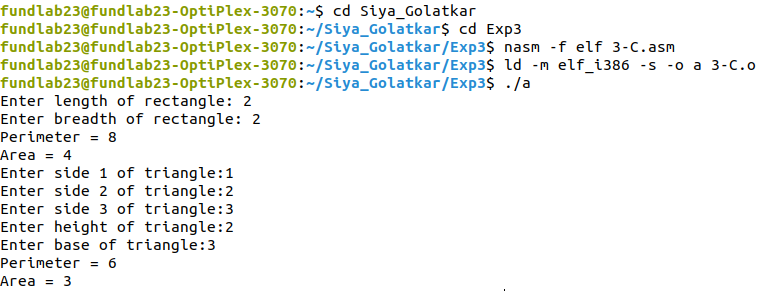 fundlab23@fundlab23-OptiPlex-3070:~$ cd Siya_Golatkar
fundlab23@fundlab23-OptiPlex-3070:~/Siya_Golatkar$ cd Exp3
fundlab23@fundlab23-OptiPlex-3070:~/Siya_Golatkar/Exp3$ nasm -f elf 3-C.asm
fundlab23@fundlab23-OptiPlex-3070:~/Siya_Golatkar/Exp3$ ld -m elf_i386 -s -o a 3-C.o
fundlab23@fundlab23-OptiPlex-3070:~/Siya_Golatkar/Exp3$ ./a
Enter length of rectangle: 2
Enter breadth of rectangle: 2
Perimeter = 8
Area = 4
Enter side 1 of triangle:1
Enter side 2 of triangle:2
Enter side 3 of triangle:3
Enter height of triangle:2
Enter base of triangle:3
Perimeter = 6
Area = 3